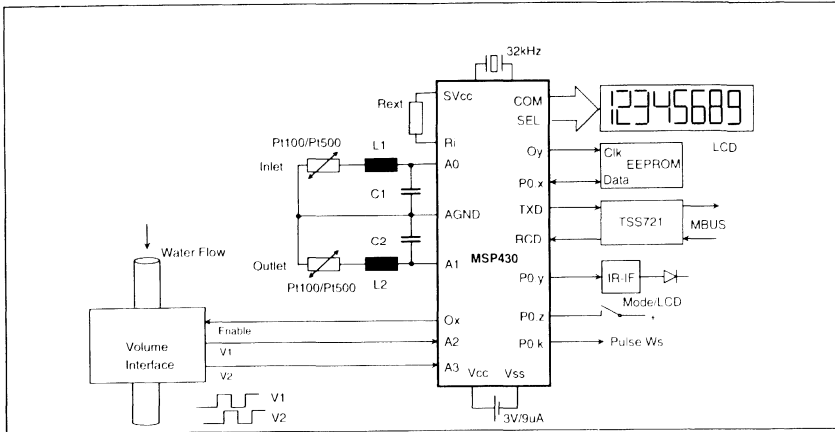 32kHz
SVcc
Rext
Ri
COM
SEL
12345689
LCD
Pt100/Pt500
L1
Inlet
A0
C1
Oy
Clk
EEPROM
P0.x
Data
AGND
TXD
TSS721
MBUS
RCD
C2
MSP430
Water Flow
Outlet
A1
Pt100/Pt500
L2
P0.y
IR-IF
Mode/LCD
Ox
P0.z
+
Enable
Volume
Interface
A2
V1
P0.k
Pulse Ws
A3
V2
Vcc
Vss
V1
V2
3V/9uA